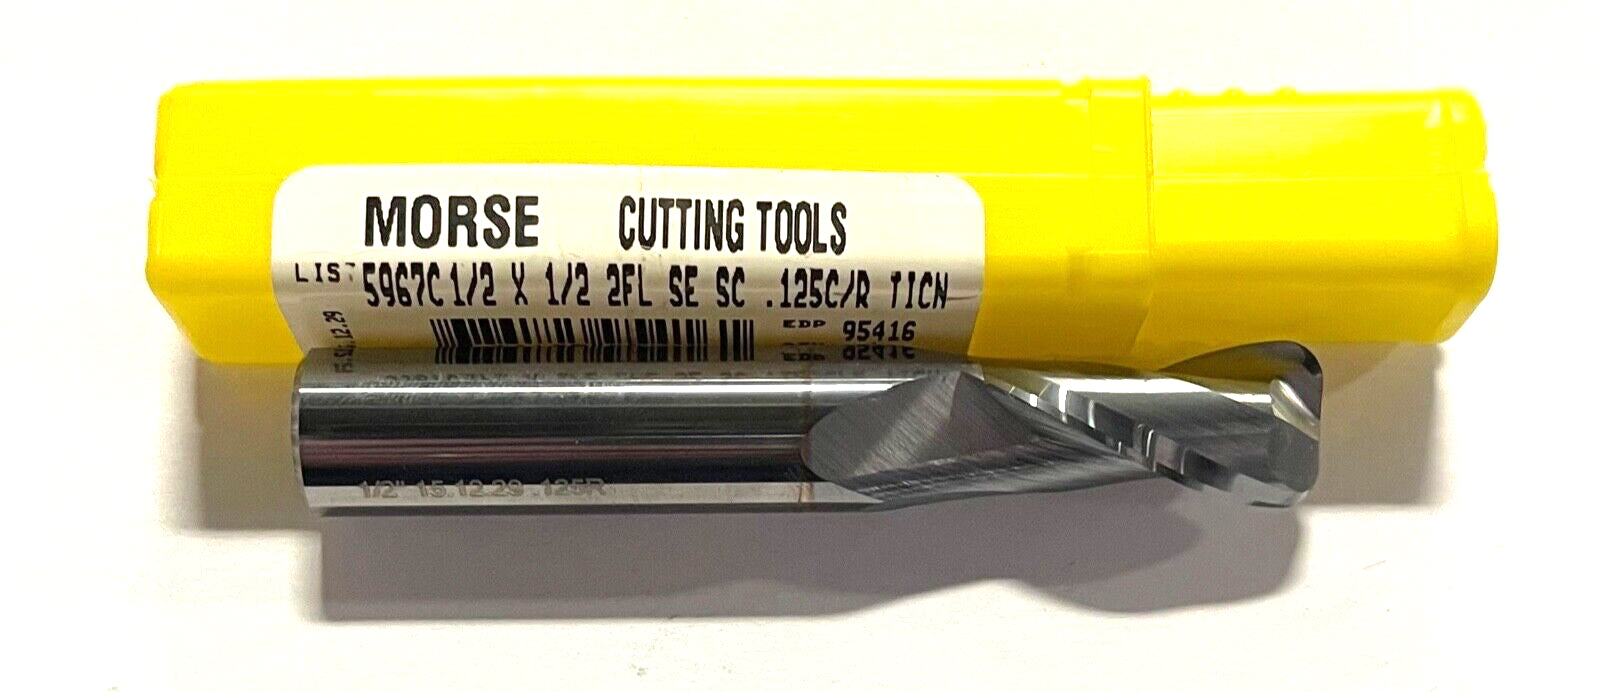 MORSE CUTTING TOOLS
LIST 5967C 1/2 X 1/2 2FL SE SC .125C/R TICN
EDP 95416
1/2" 15.12.29 .125R